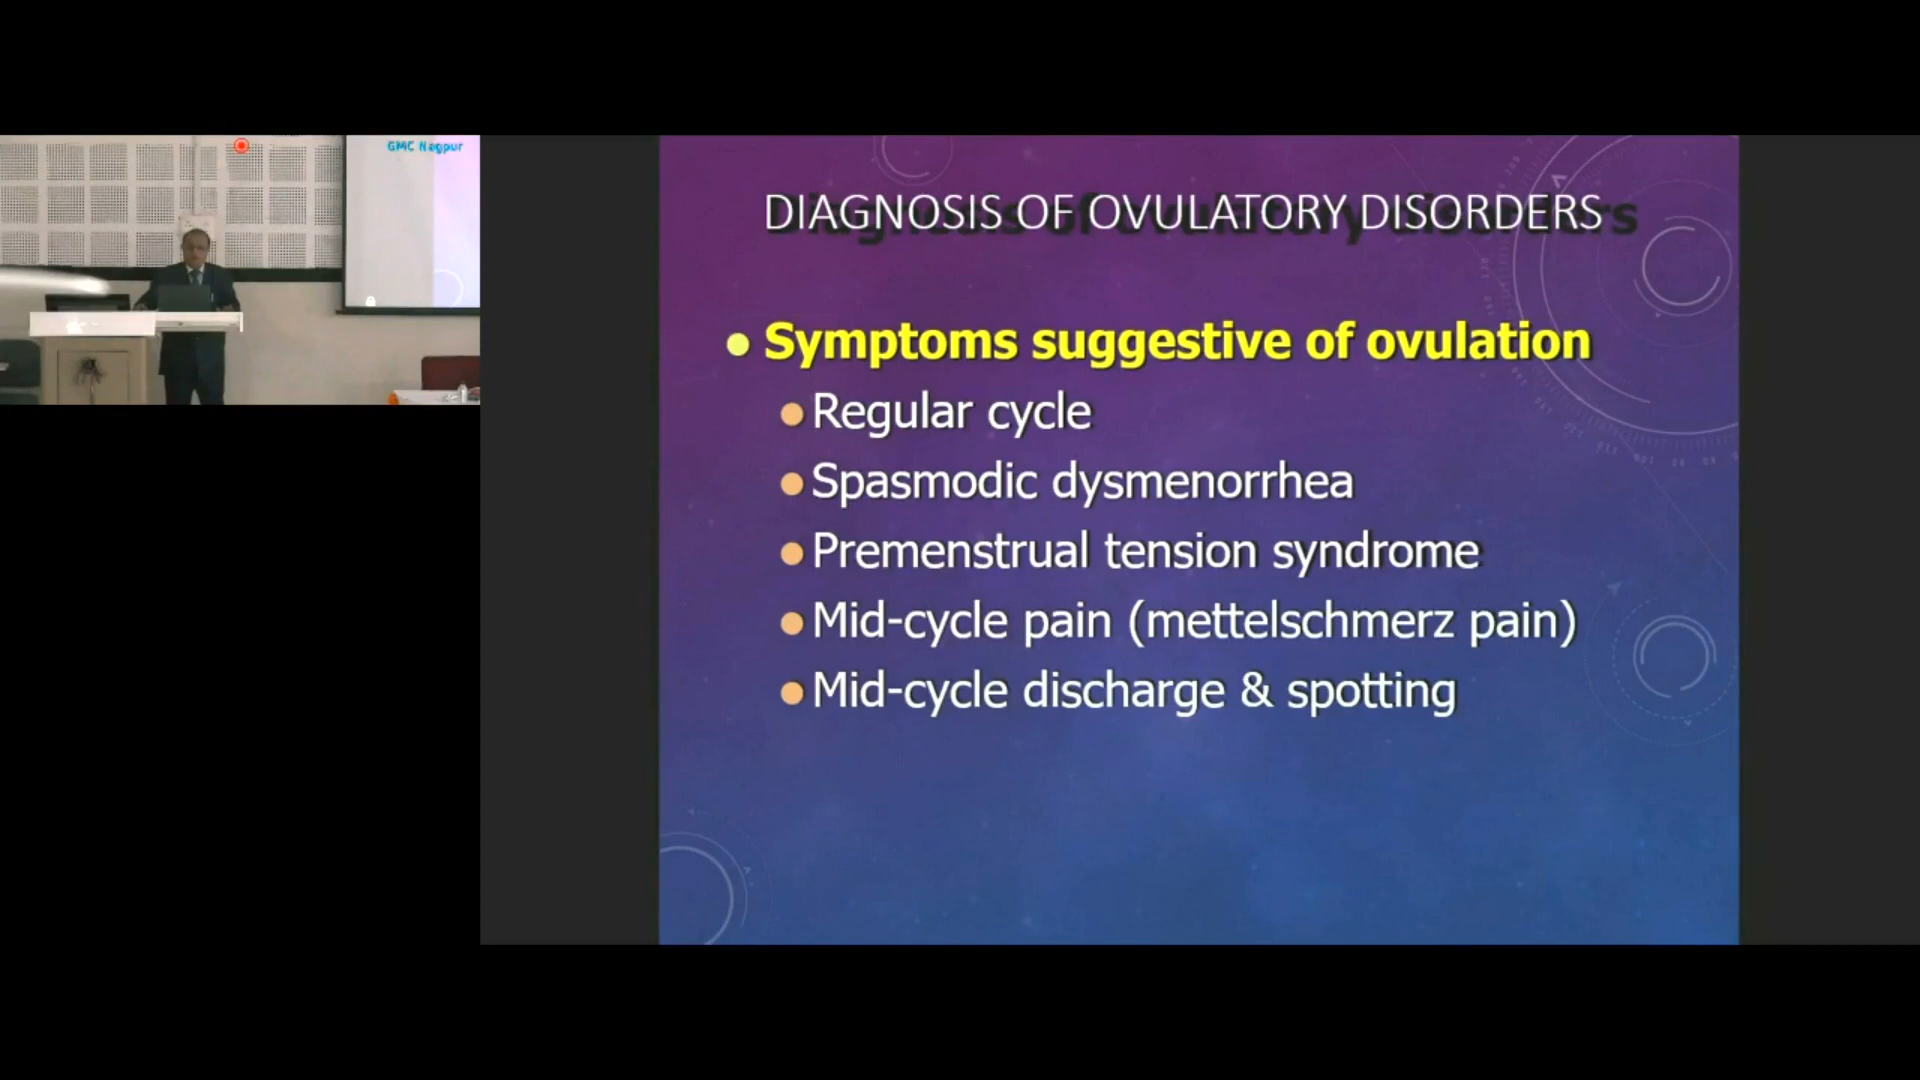 GMC Nagpur
DIAGNOSIS OF OVULATORY DISORDERS
Symptoms suggestive of ovulation
Regular cycle
Spasmodic dysmenorrhea
Premenstrual tension syndrome
Mid-cycle pain (mettelschmerz pain)
Mid-cycle discharge & spotting